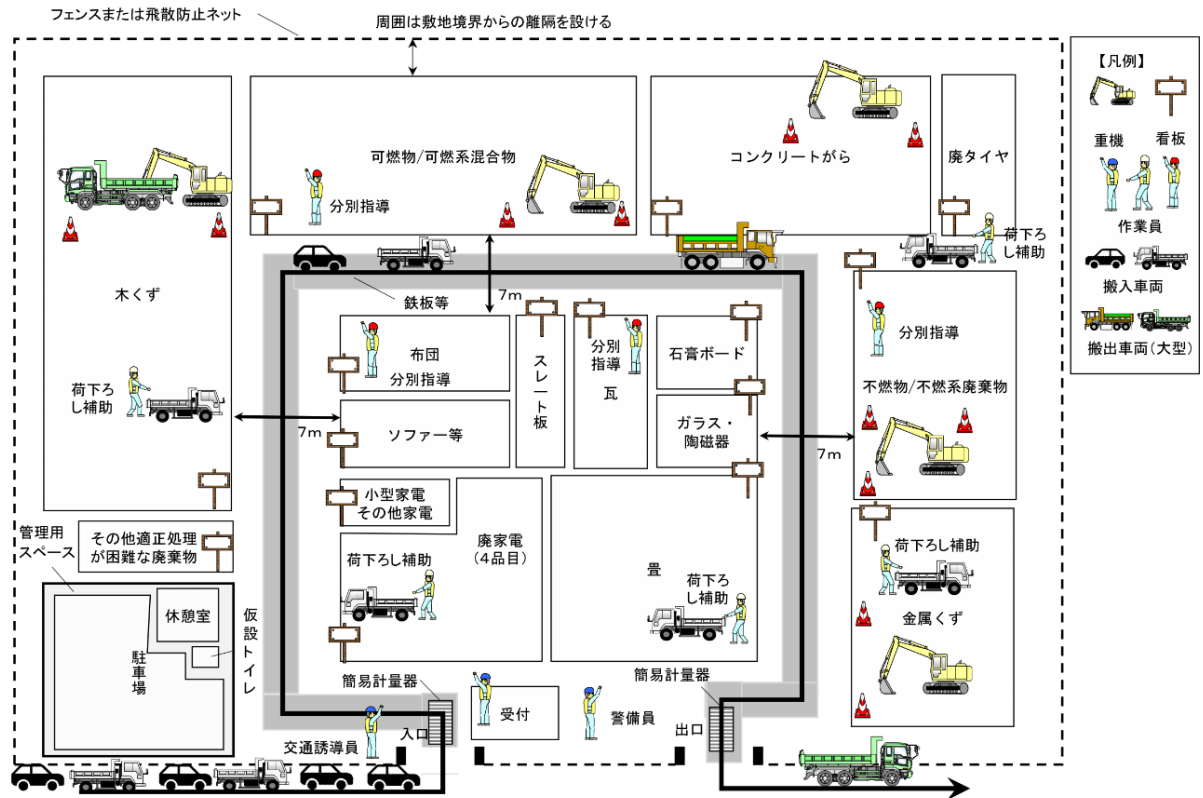 フェンスまたは飛散防止ネット
周囲は敷地境界からの離隔を設ける
【凡例】
重機
看板
作業員
搬入車両
搬出車両(大型)
可燃物/可燃系混合物
分別指導
コンクリートがら
廃タイヤ
荷下ろ
し補助
木くず
鉄板等
7m
布団
分別指導
スレート板
分別
指導
瓦
石膏ボード
分別指導
不燃物/不燃系廃棄物
荷下ろ
し補助
7m
ソファー等
ガラス・
陶磁器
7m
小型家電
その他家電
廃家電
(4品目)
荷下ろし補助
畳
荷下ろ
し補助
荷下ろし補助
金属くず
管理用
スペース
その他適正処理
が困難な廃棄物
休憩室
仮設トイレ
駐車場
簡易計量器
簡易計量器
受付
警備員
入口
出口
交通誘導員